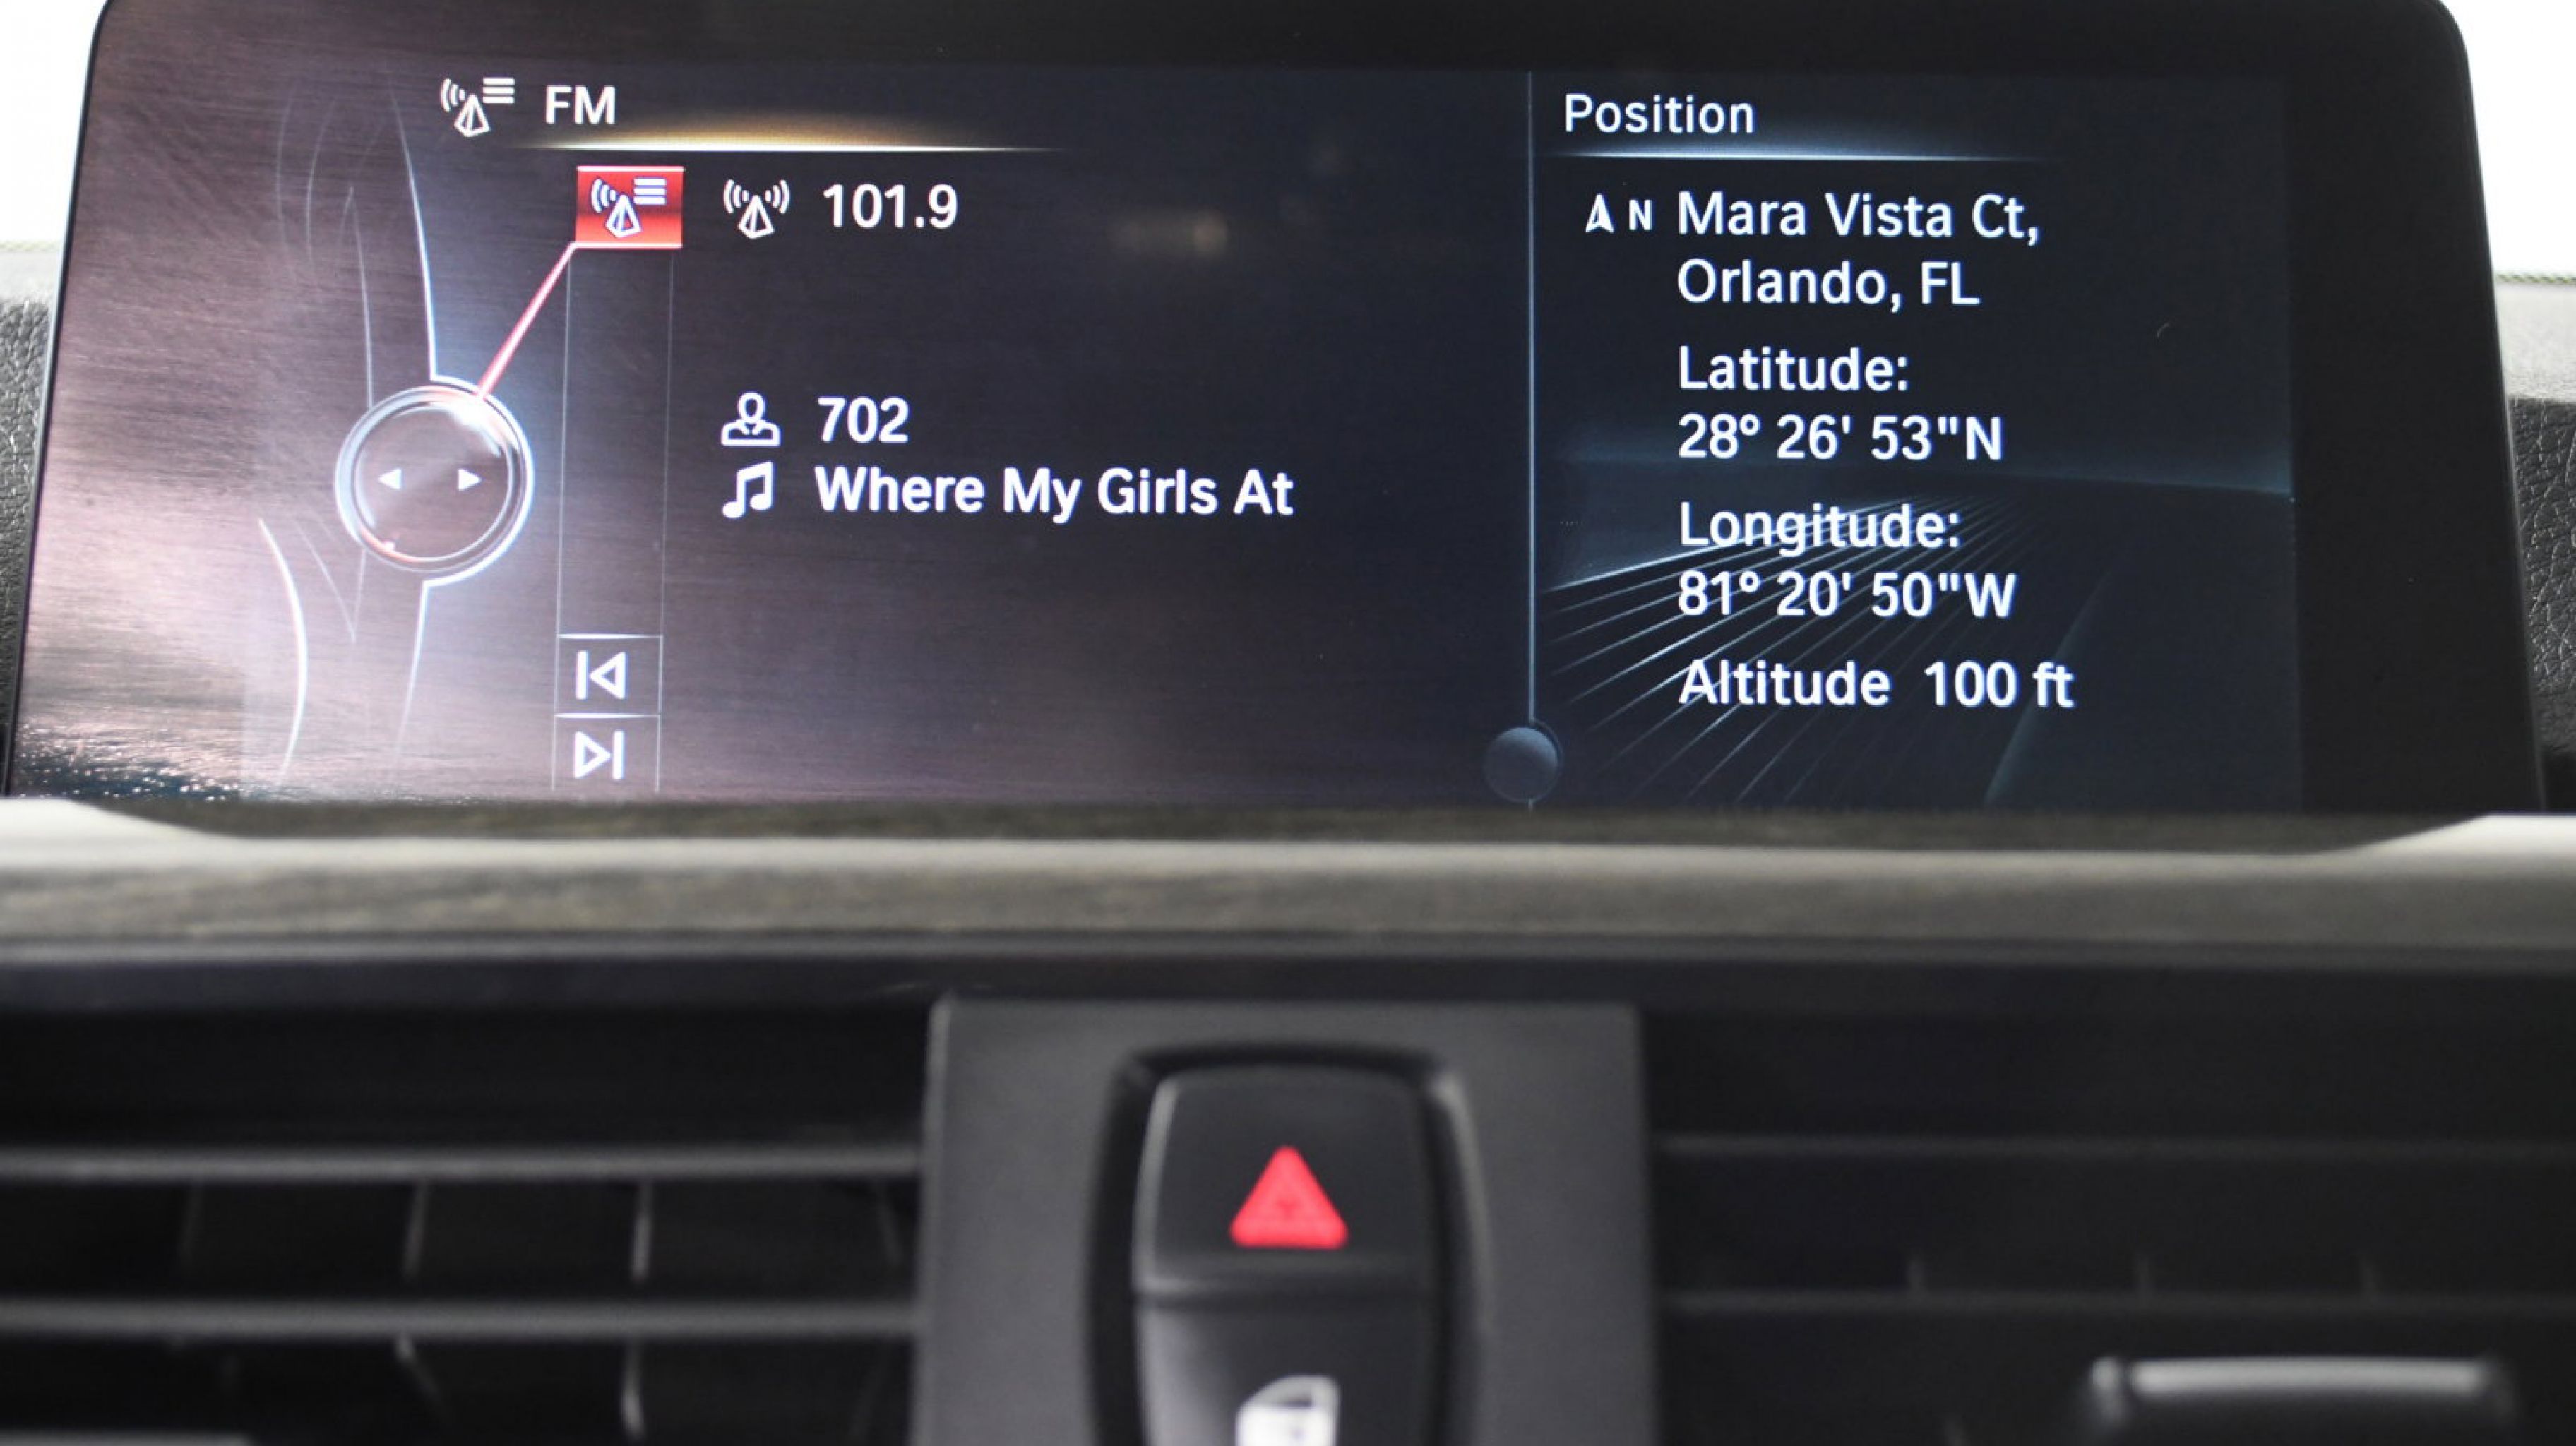 FM
101.9
702
Where My Girls At
Position
N Mara Vista Ct,
Orlando, FL
Latitude:
28° 26' 53"N
Longitude:
81° 20' 50"W
Altitude 100 ft